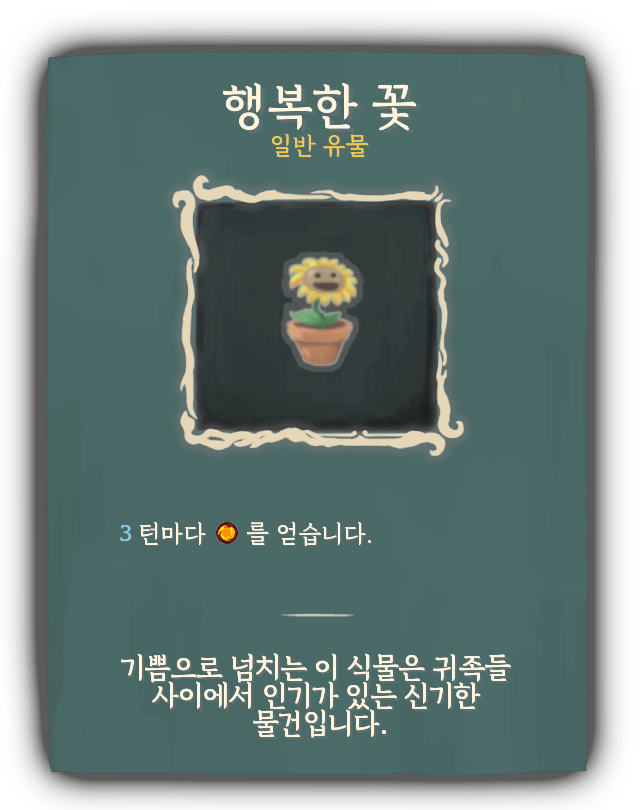 행복한 꽃
일반 유물
3 턴마다 를 얻습니다.
기쁨으로 넘치는 이 식물은 귀족들
사이에서 인기가 있는 신기한
물건입니다.